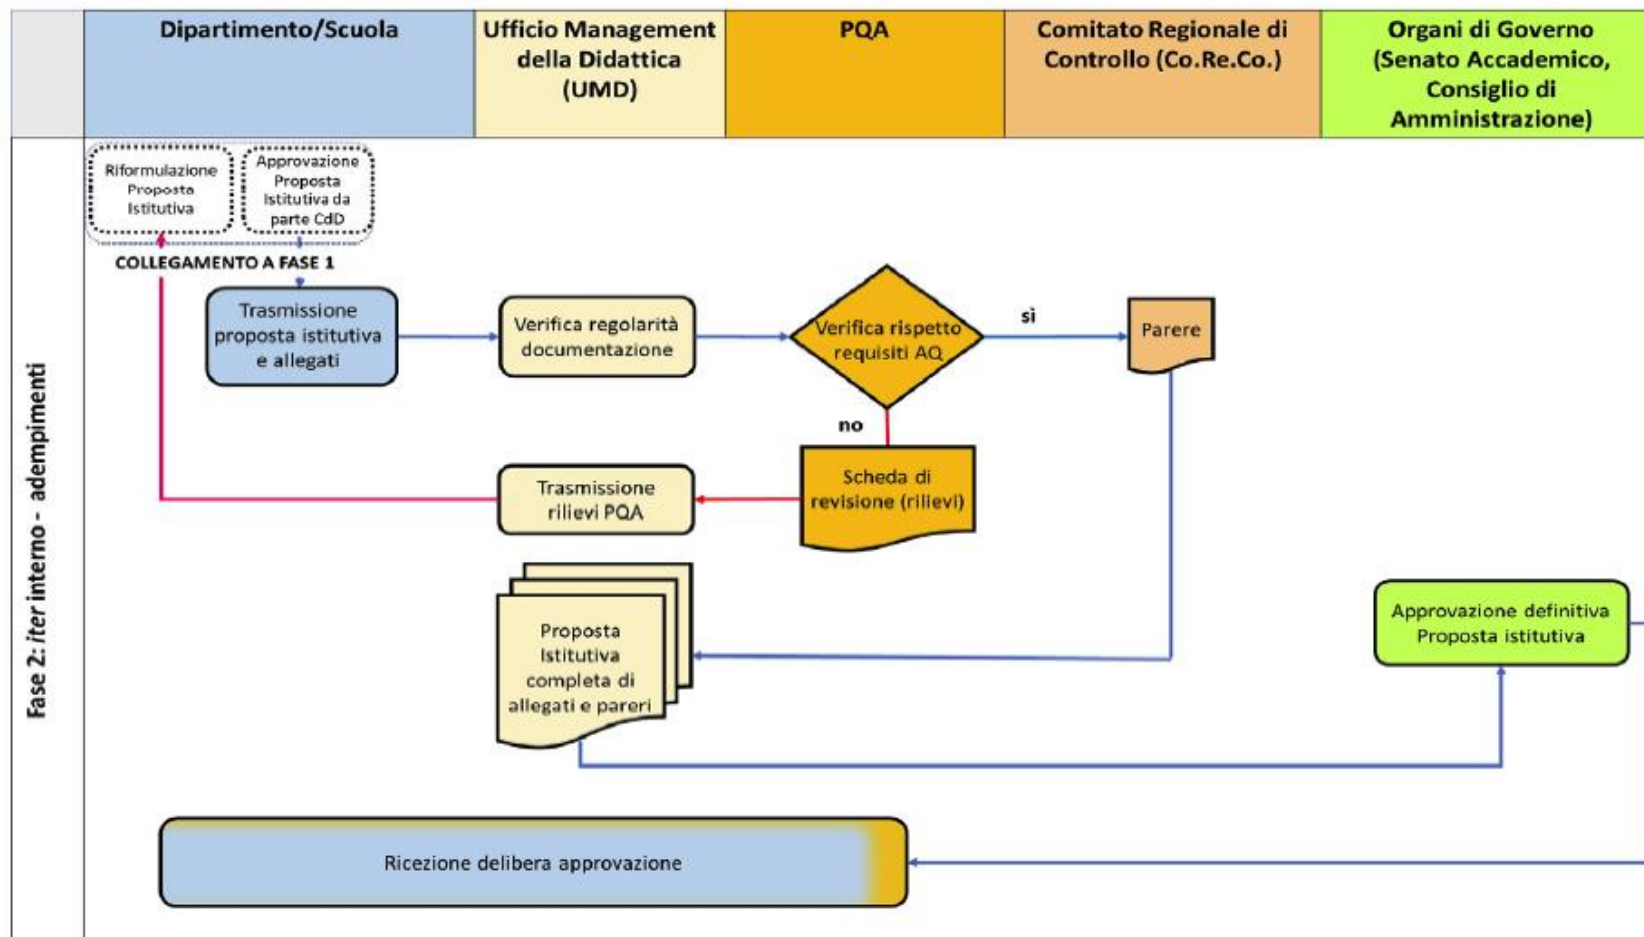 Dipartimento/Scuola
Ufficio Management
della Didattica
(UMD)
PQA
Comitato Regionale di
Controllo (Co.Re.Co.)
Organi di Governo
(Senato Accademico,
Consiglio di
Amministrazione)
Fase 2: iter interno - adempimenti
Riformulazione
Proposta
Istitutiva
Approvazione
Proposta
Istitutiva da
parte CdD
COLLEGAMENTO A FASE 1
Trasmissione
proposta istitutiva
e allegati
Verifica regolarità
documentazione
Verifica rispetto
requisiti AQ
sì
Parere
no
Trasmissione
rilievi PQA
Scheda di
revisione (rilievi)
Proposta
Istitutiva
completa di
allegati e pareri
Approvazione definitiva
Proposta istitutiva
Ricezione delibera approvazione